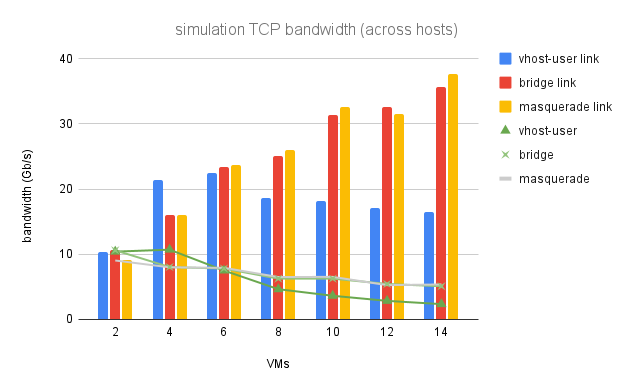 simulation TCP bandwidth (across hosts)
40
30
20
10
0
bandwidth (Gb/s)
2 4 6 8 10 12 14
VMs
vhost-user link
bridge link
masquerade link
vhost-user
bridge
masquerade